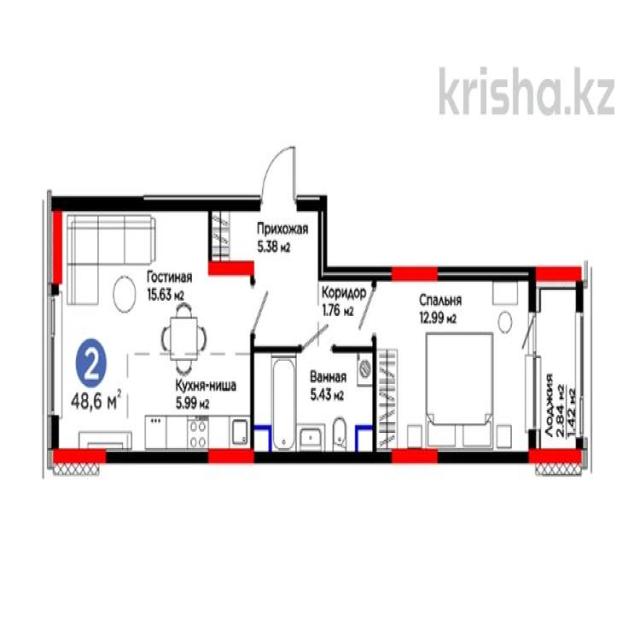 krisha.kz
Прихожая
5.38 м2
Гостиная
15.63 м2
Коридор
1.76 м2
Спальня
12.99 м2
2
48,6 м2
Кухня-ниша
5.99 м2
Ванная
5.43 м2
Лоджия
2.84 м2
1.42 м2